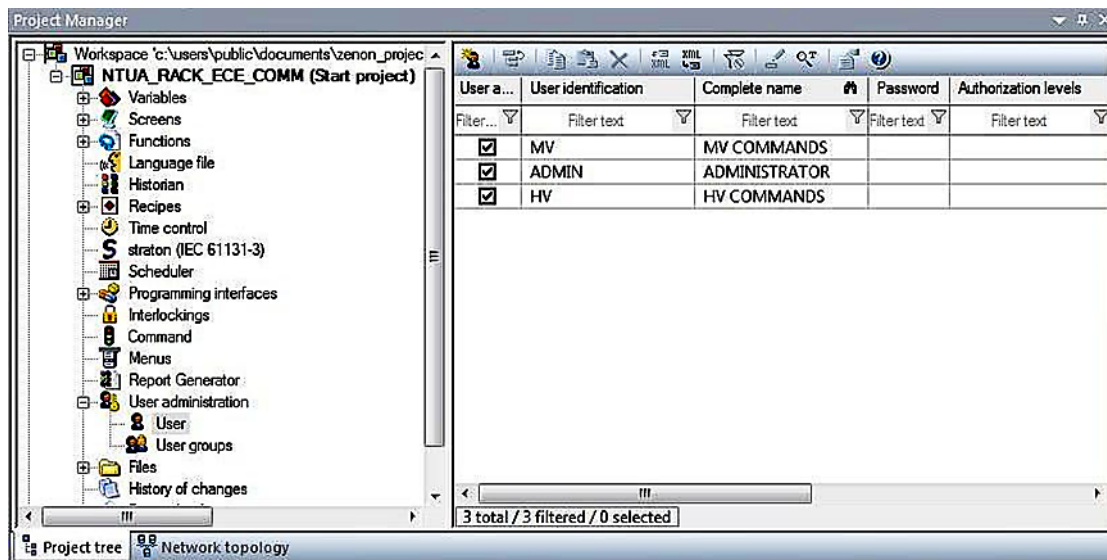 Project Manager
Workspace 'c:\users\public\documents\zenon_projec
NTUA_RACK_ECE_COMM (Start project)
Variables
Screens
Functions
Language file
Historian
Recipes
Time control
straton (IEC 61131-3)
Scheduler
Programming interfaces
Interlockings
Command
Menus
Report Generator
User administration
User
User groups
Files
History of changes
Project tree Network topology
XML XML
User a... User identification Complete name Password Authorization levels
Filter... Filter text Filter text Filter text Filter text
MV MV COMMANDS
ADMIN ADMINISTRATOR
HV HV COMMANDS
3 total / 3 filtered / 0 selected